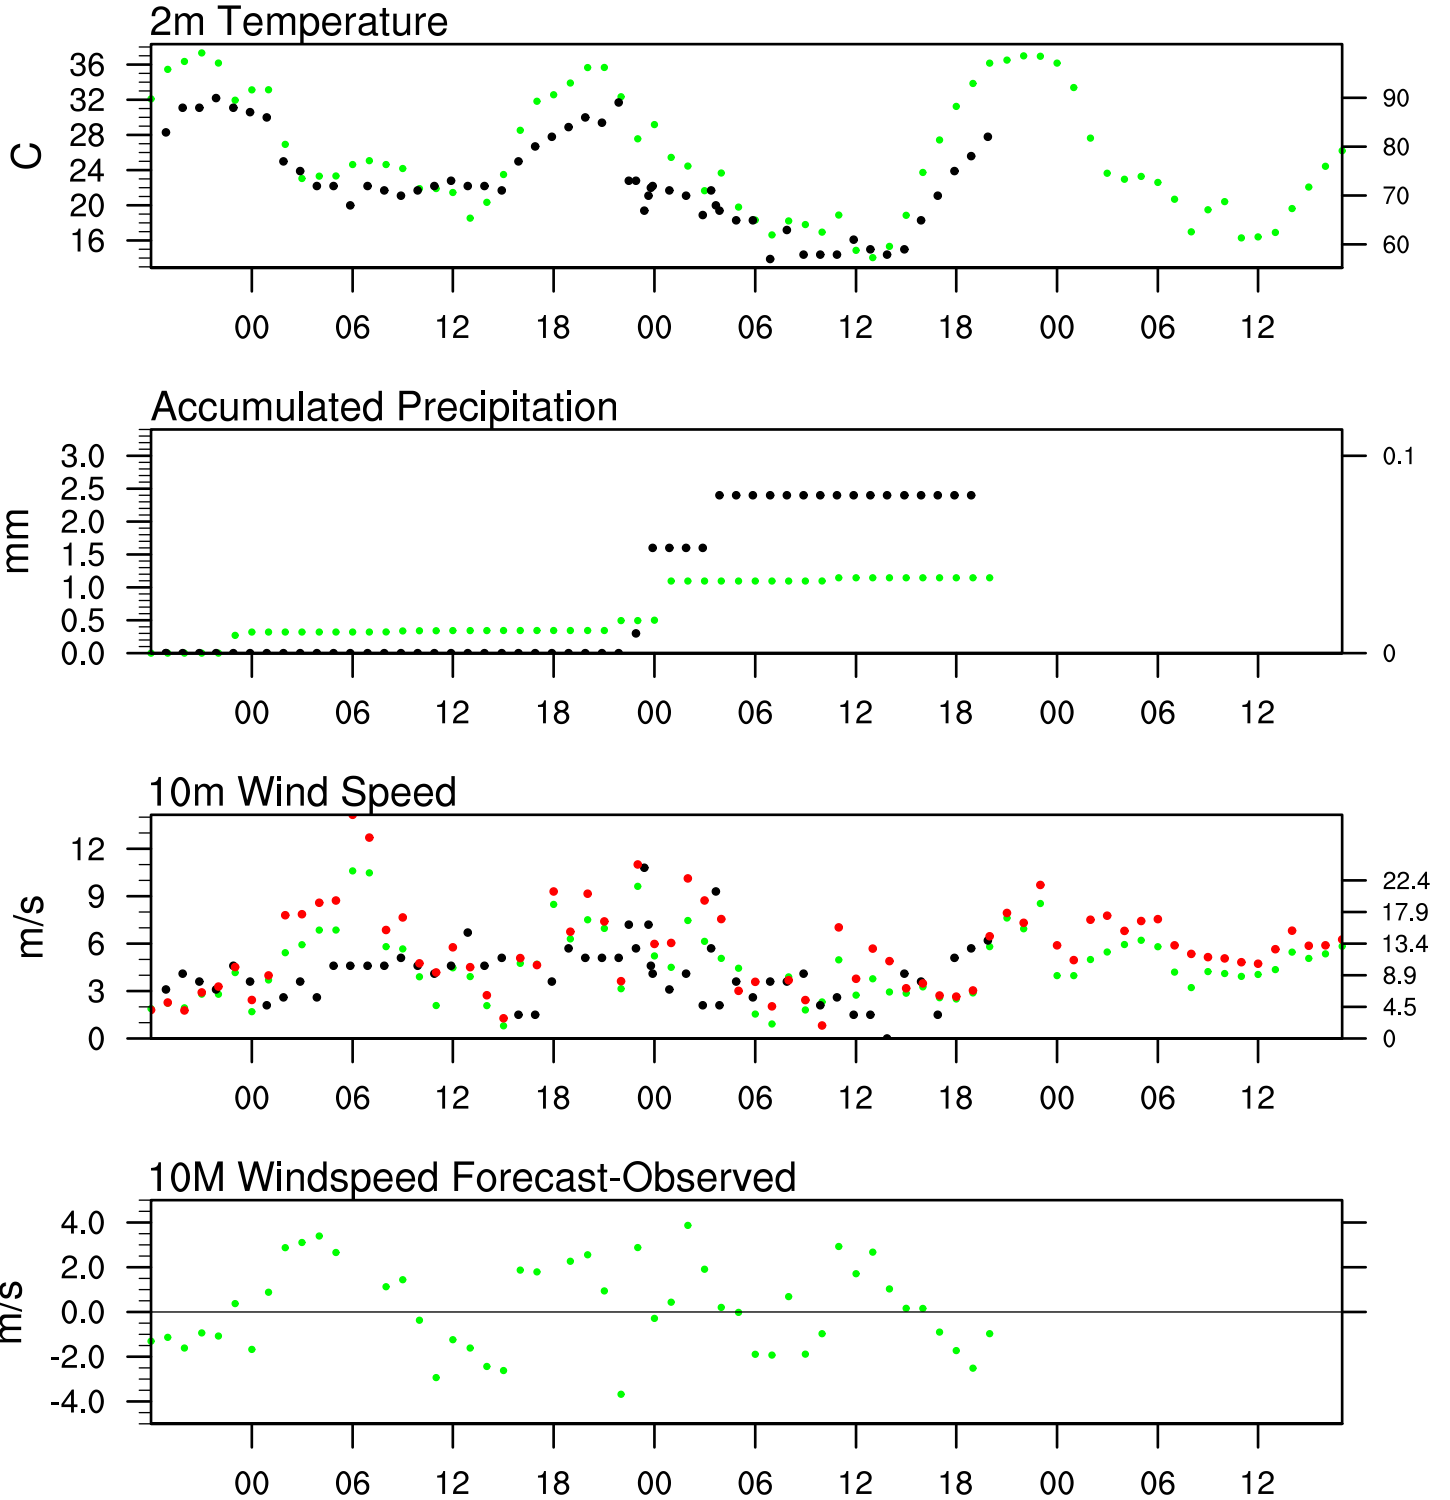 2m Temperature
C
36
32
28
24
20
16
90
80
70
60
00 06 12 18 00 06 12 18 00 06 12
Accumulated Precipitation
mm
3.0
2.5
2.0
1.5
1.0
0.5
0.0
0.1
0
00 06 12 18 00 06 12 18 00 06 12
10m Wind Speed
m/s
12
9
6
3
0
22.4
17.9
13.4
8.9
4.5
0
00 06 12 18 00 06 12 18 00 06 12
10M Windspeed Forecast-Observed
m/s
4.0
2.0
0.0
-2.0
-4.0
00 06 12 18 00 06 12 18 00 06 12